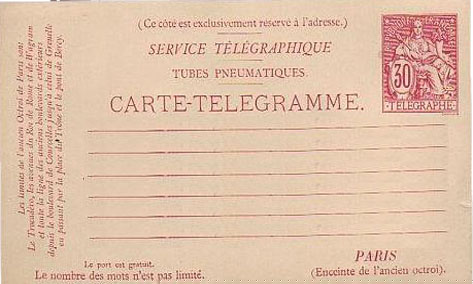 (Ce côté est exclusivement réservé à l'adresse.)
SERVICE TÉLÉGRAPHIQUE
TUBES PNEUMATIQUES.
CARTE-TELEGRAMME.
30
TELEGRAPHE
Les limites de l'ancien Octroi de Paris sont
Le Trocadéro, les avenues du Roi de Rome et de Wagram
et toute la ligne des anciens boulevards extérieurs
depuis le boulevard de Courcelles jusqu'à celui de Grenelle
en passant par la place du Trône et le pont de Bercy.
Le port est gratuit.
Le nombre des mots n'est pas limité.
PARIS
(Enceinte de l'ancien octroi.)